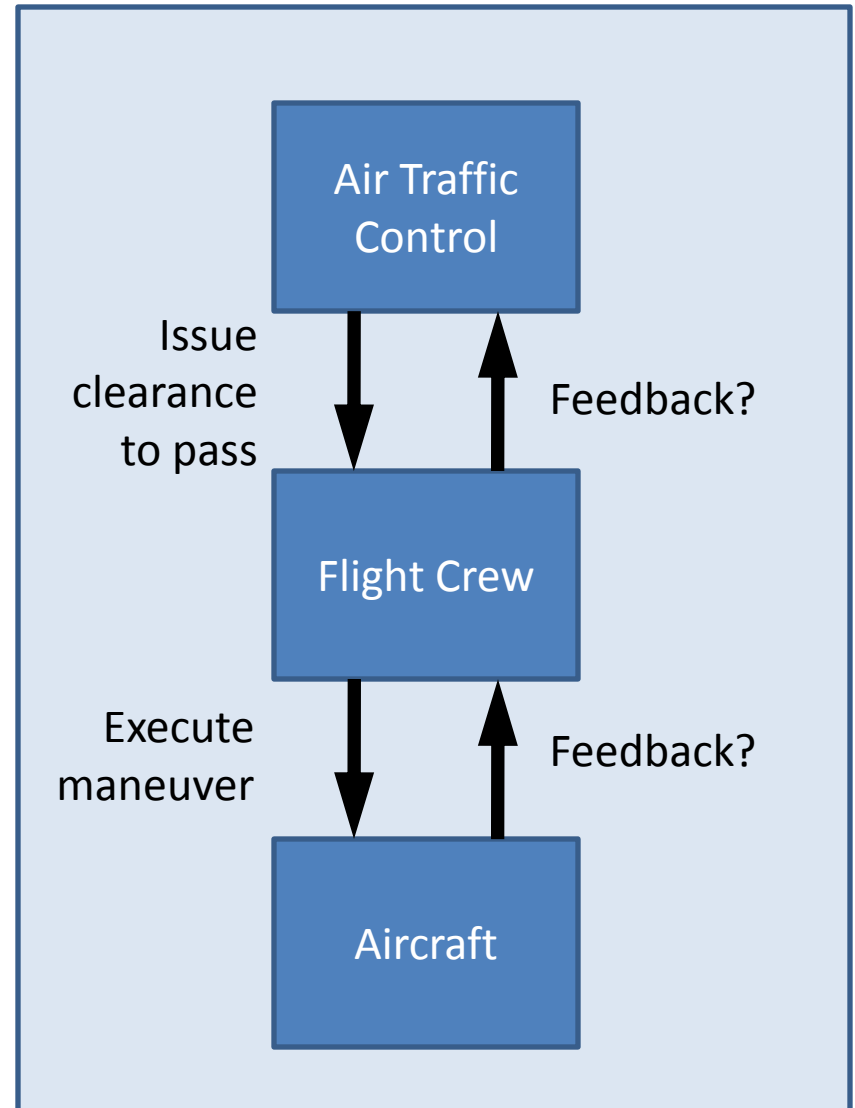 Air Traffic
Control
Issue
clearance
to pass
Feedback?
Flight Crew
Execute
maneuver
Feedback?
Aircraft